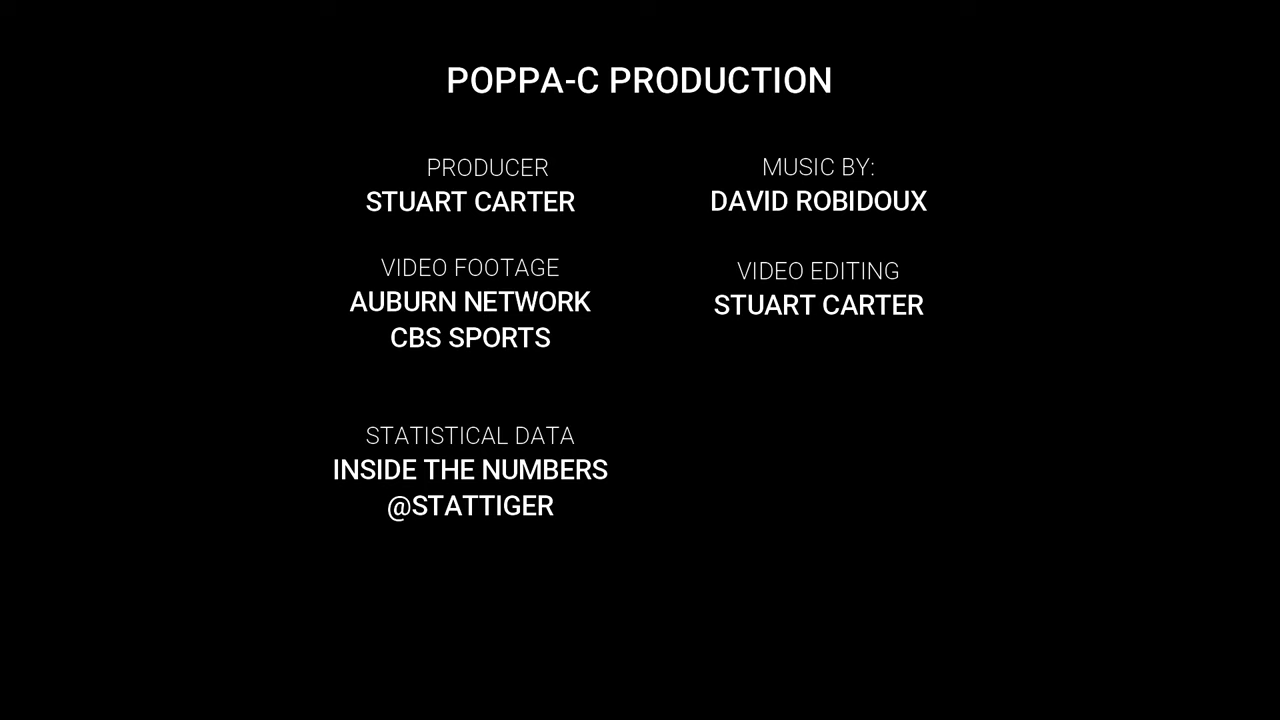 POPPA-C PRODUCTION
PRODUCER
STUART CARTER
MUSIC BY:
DAVID ROBIDOUX
VIDEO FOOTAGE
AUBURN NETWORK
CBS SPORTS
VIDEO EDITING
STUART CARTER
STATISTICAL DATA
INSIDE THE NUMBERS
@STATTIGER